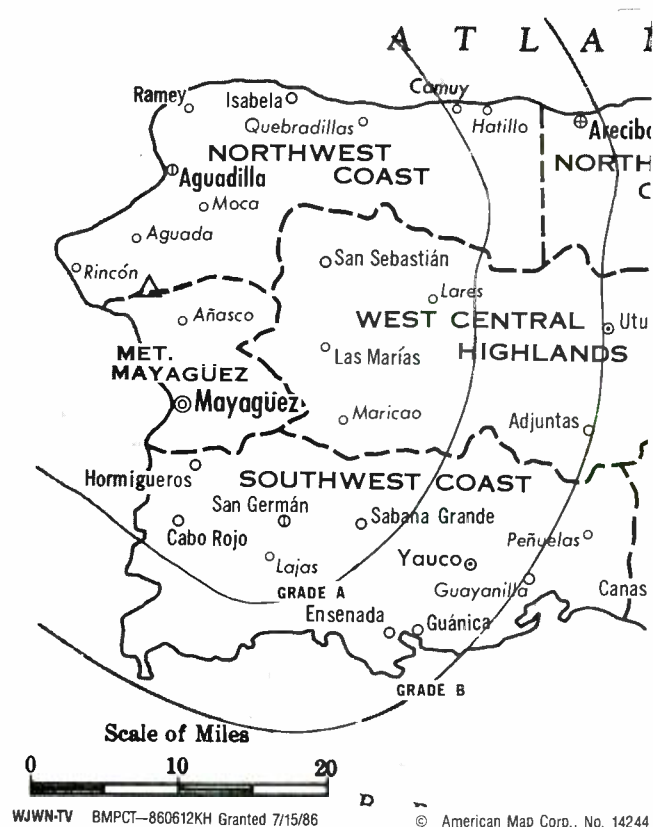 A T L A
Camuy
Ramey
Isabela
Quebradillas
Hatillo
Arecibo
NORTHWEST
COAST
NORTH
C
Aguadilla
Moca
Aguada
Rincón
San Sebastián
Lares
Añasco
WEST CENTRAL
HIGHLANDS
Utu
MET.
MAYAGÜEZ
Las Marías
Mayagüez
Maricao
Adjuntas
Hormigueros
SOUTHWEST COAST
San Germán
Sabana Grande
Cabo Rojo
Peñuelas
Lajas
Yauco
Guayanilla
Canas
GRADE A
Ensenada
Guánica
GRADE B
Scale of Miles
0 10 20
WJWN-TV BMPCT—860612KH Granted 7/15/86
© American Map Corp., No. 14244